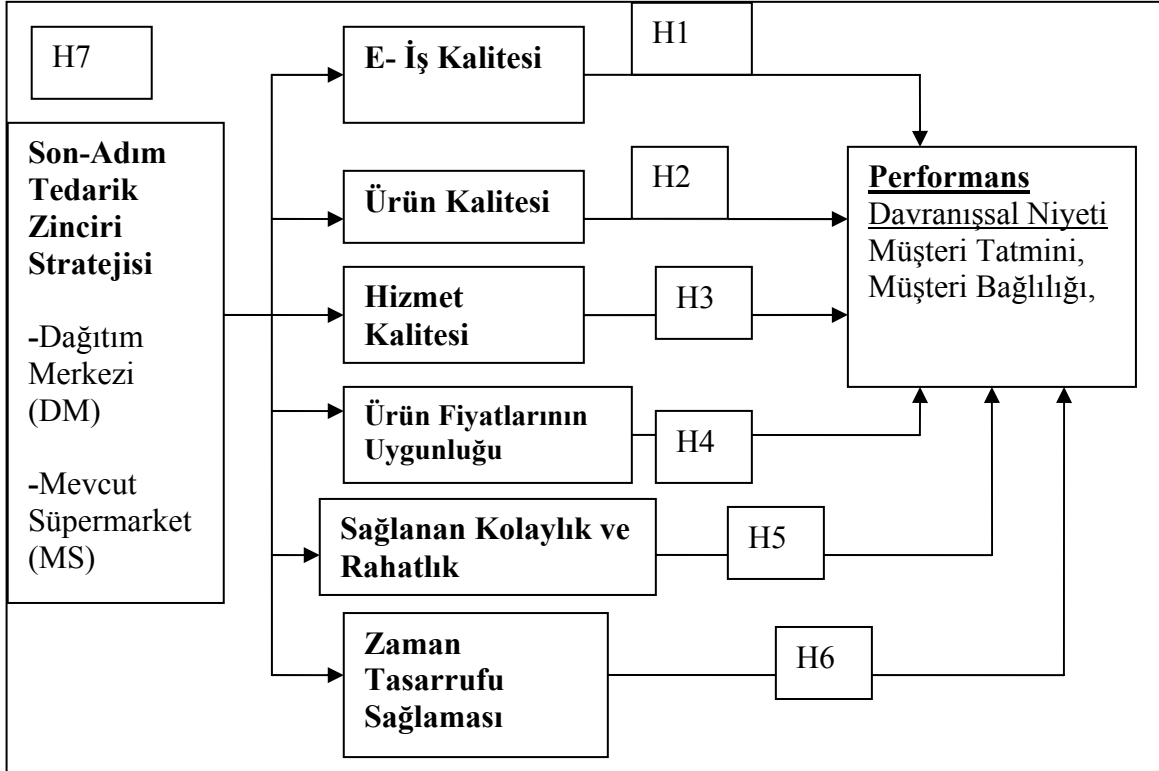 H7
Son-Adım
Tedarik
Zinciri
Stratejisi
-Dağıtım
Merkezi
(DM)
-Mevcut
Süpermarket
(MS)
E- İş Kalitesi
H1
Ürün Kalitesi
H2
Hizmet
Kalitesi
H3
Ürün Fiyatlarının
Uygunluğu
H4
Sağlanan Kolaylık ve
Rahatlık
H5
Zaman
Tasarrufu
Sağlaması
H6
Performans
Davranışsal Niyeti
Müşteri Tatmini,
Müşteri Bağlılığı,